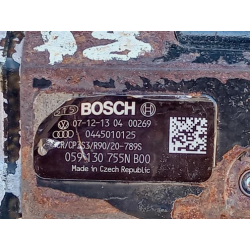 BOSCH
07-12-13 04 00269
0445010125
CR/CP3S3/R90/20-789S
059 130 755N B00
Made in Czech Republic